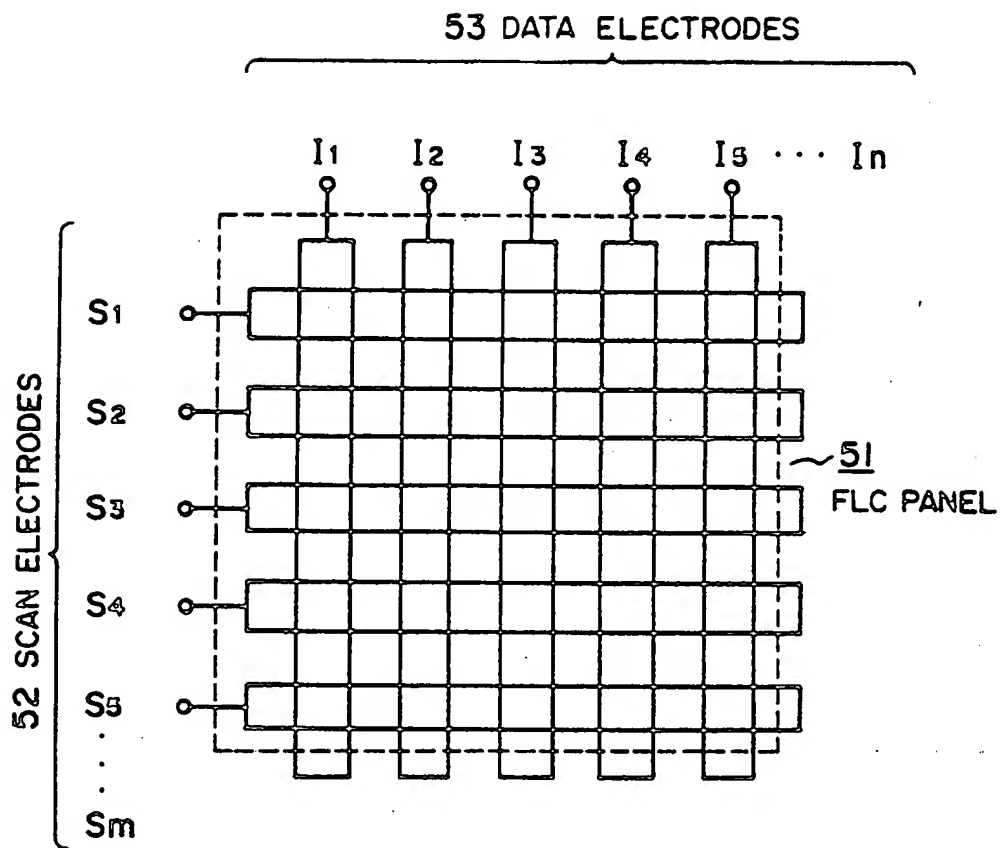 53 DATA ELECTRODES
I1 I2 I3 I4 I5 ··· In
52 SCAN ELECTRODES
S1
S2
S3
S4
S5
·
·
·
Sm
51
FLC PANEL